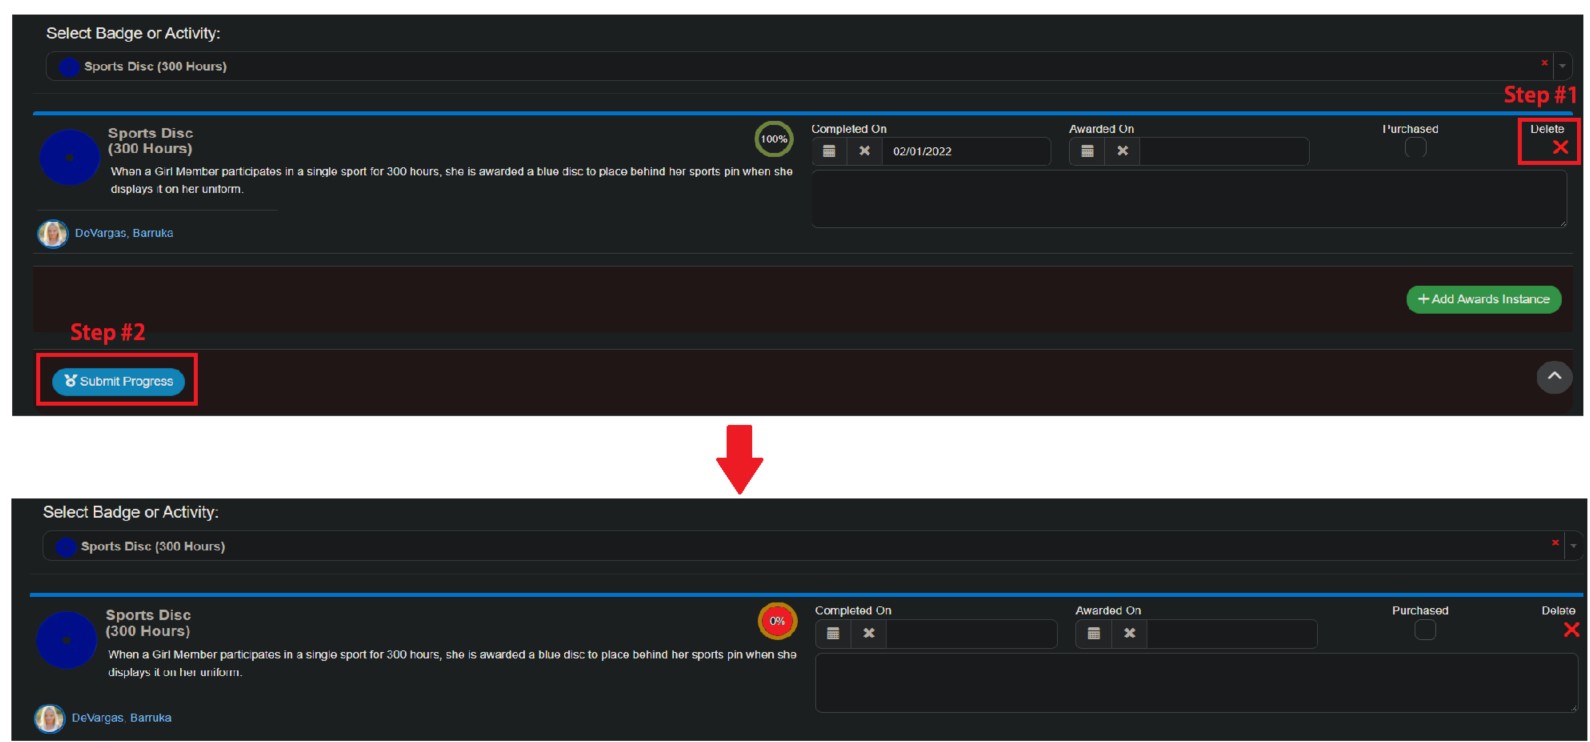 Select Badge or Activity:
Sports Disc (300 Hours)
Step #1
Sports Disc
(300 Hours)
100%
Completed On
Awarded On
Purchased
Delete
02/01/2022
When a Girl Member participates in a single sport for 300 hours, she is awarded a blue disc to place behind her sports pin when she
displays it on her uniform.
DeVargas, Barruka
+ Add Awards Instance
Step #2
Submit Progress
Select Badge or Activity:
Sports Disc (300 Hours)
Sports Disc
(300 Hours)
0%
Completed On
Awarded On
Purchased
Delete
When a Girl Member participates in a single sport for 300 hours, she is awarded a blue disc to place behind her sports pin when she
displays it on her uniform.
DeVargas, Barruka